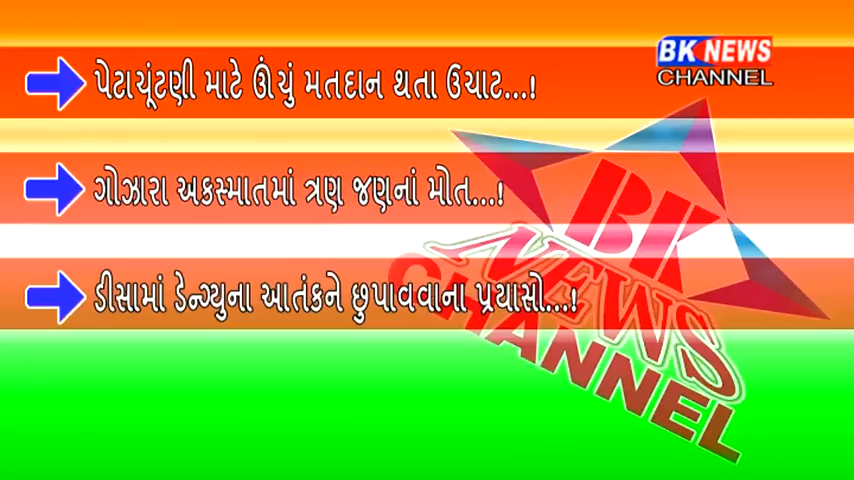 BK NEWS
CHANNEL
પેટાચૂંટણી માટે ઊંચું મતદાન થતા ઉચાટ...!
ગોઝારા અકસ્માતમાં ત્રણ જણનાં મોત...!
ડીસામાં ડેન્ગ્યુના આતંકને છુપાવવાના પ્રયાસો...!
BK
NEWS
CHANNEL